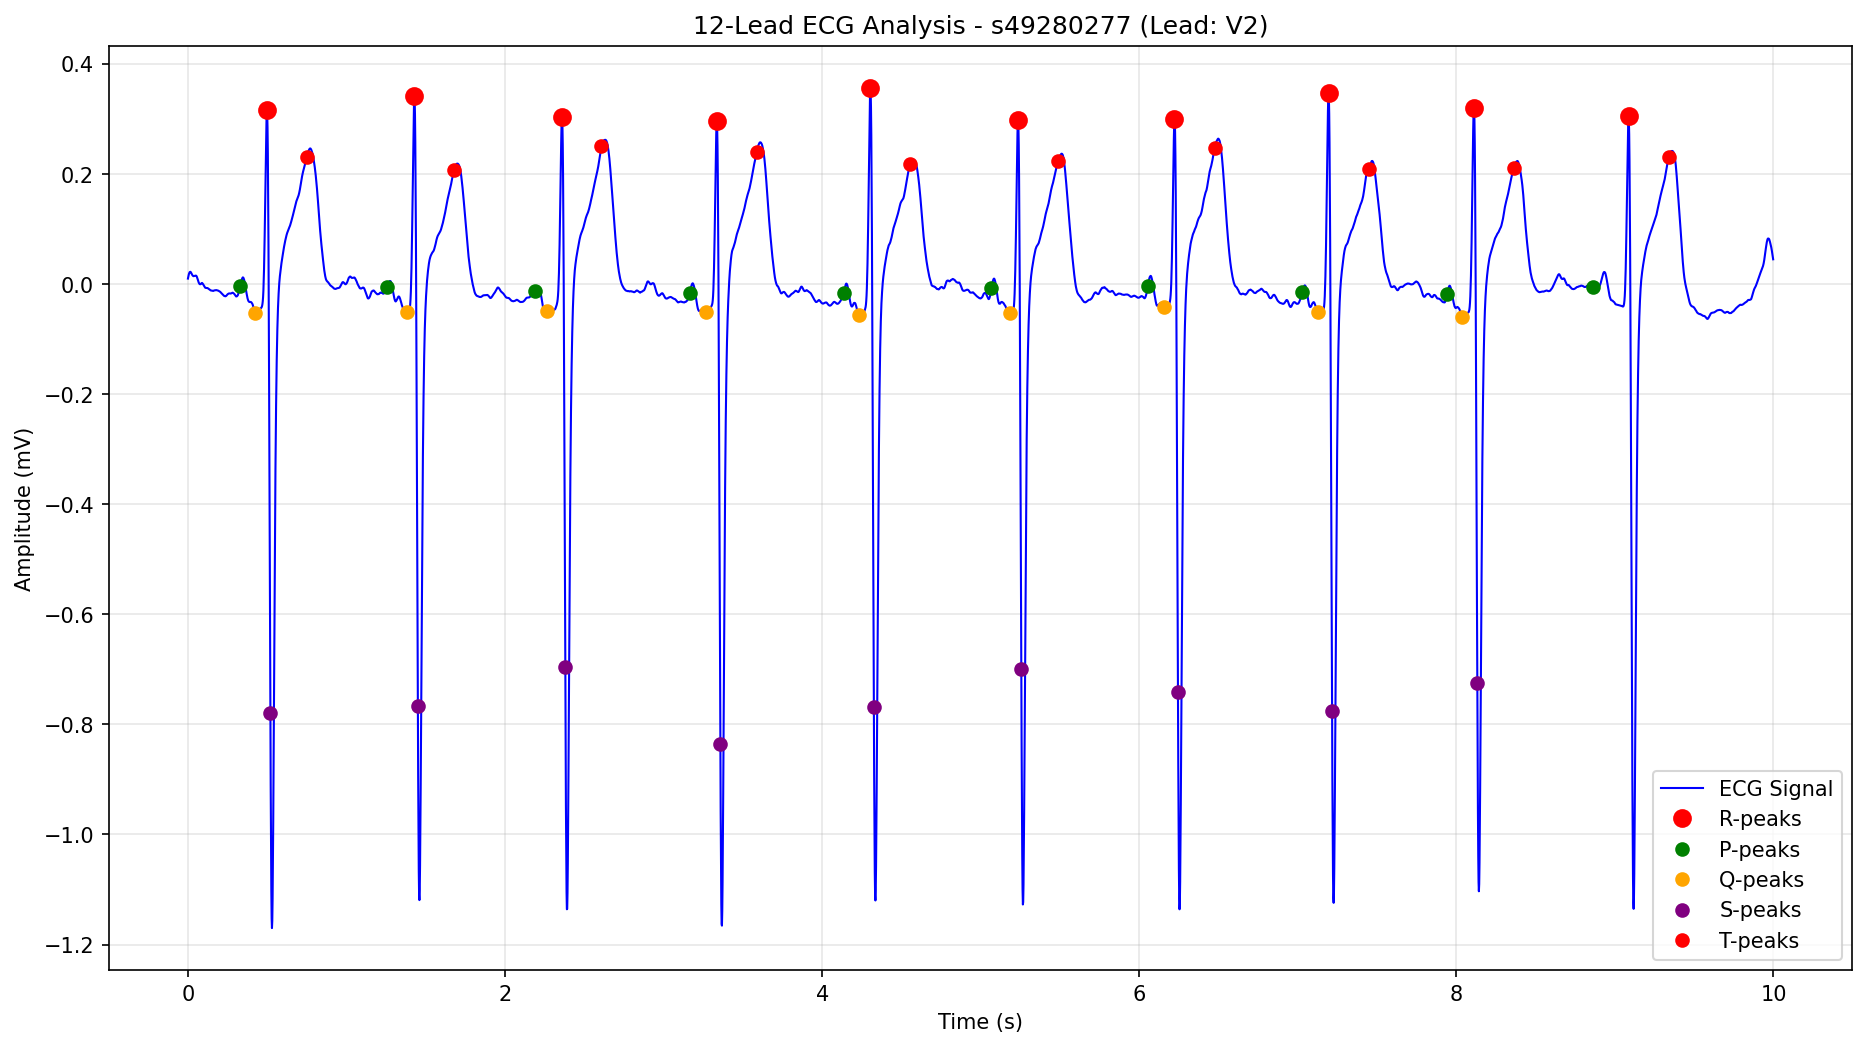 12-Lead ECG Analysis - s49280277 (Lead: V2)
Amplitude (mV)
0.4
0.2
0.0
−0.2
−0.4
−0.6
−0.8
−1.0
−1.2
0 2 4 6 8 10
Time (s)
ECG Signal
R-peaks
P-peaks
Q-peaks
S-peaks
T-peaks